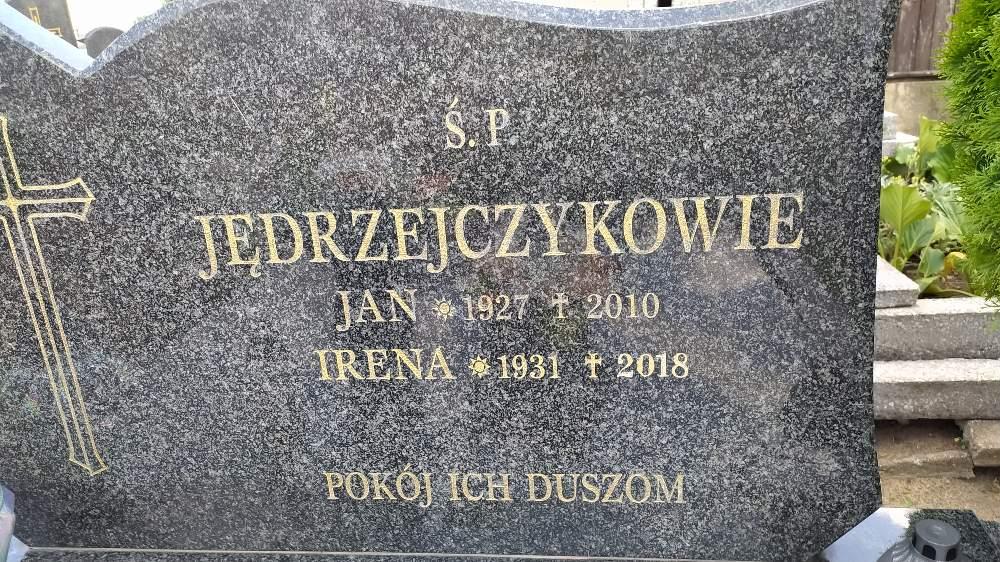 Ś. P.
JĘDRZEJCZYKOWIE
JAN ☼ 1927 ✝ 2010
IRENA ☼ 1931 ✝ 2018
POKÓJ ICH DUSZOM